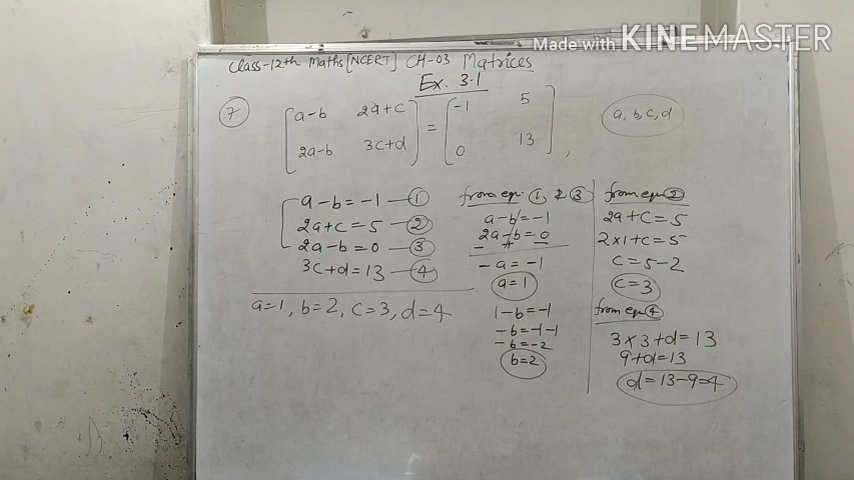 Made with KINEMASTER
Class-12th Maths [NCERT] CH-03 Matrices
Ex. 3.1
7
[a-b 2a+c] = [-1 5]
[2a-b 3c+d] [0 13],
a, b, c, d
a-b = -1 —①
2a+c = 5 —②
2a-b = 0 —③
3c+d = 13 —④
a=1, b=2, c=3, d=4
from eqn. ①, & ③
a-b = -1
2a-b = 0
- + -
-a = -1
a=1
1-b = -1
-b = -1-1
-b = -2
b=2
from eqn ②
2a+c = 5
2×1+c = 5
c = 5-2
c=3
from eqn ④
3×3+d = 13
9+d = 13
d = 13-9 = 4